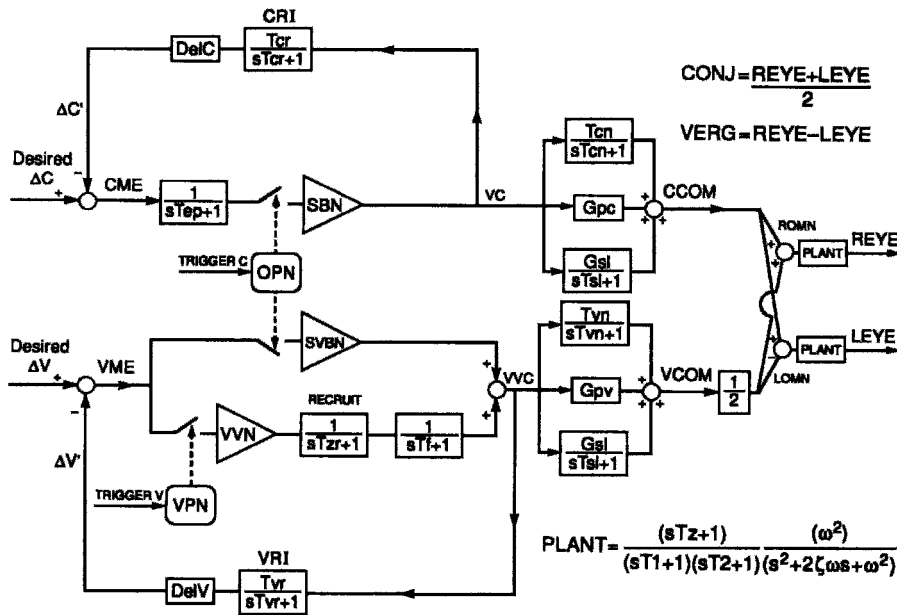 CRI
DelC
Tcr
sTcr+1
ΔC'
CONJ=REYE+LEYE
2
VERG=REYE−LEYE
Desired
ΔC
+
−
CME
1
sTep+1
SBN
VC
Tcn
sTcn+1
Gpc
Gsl
sTsl+1
+
+
+
CCOM
ROMN
+
+
PLANT
REYE
TRIGGER C
OPN
SVBN
Desired
ΔV
+
−
VME
VVN
RECRUIT
1
sTzr+1
1
sTf+1
+
+
VVC
Tvn
sTvn+1
Gpv
Gsl
sTsl+1
+
+
+
VCOM
1
2
LOMN
+
−
PLANT
LEYE
ΔV'
TRIGGER V
VPN
VRI
DelV
Tvr
sTvr+1
PLANT= (sTz+1) (ω²)
(sT1+1)(sT2+1) (s²+2ζωs+ω²)